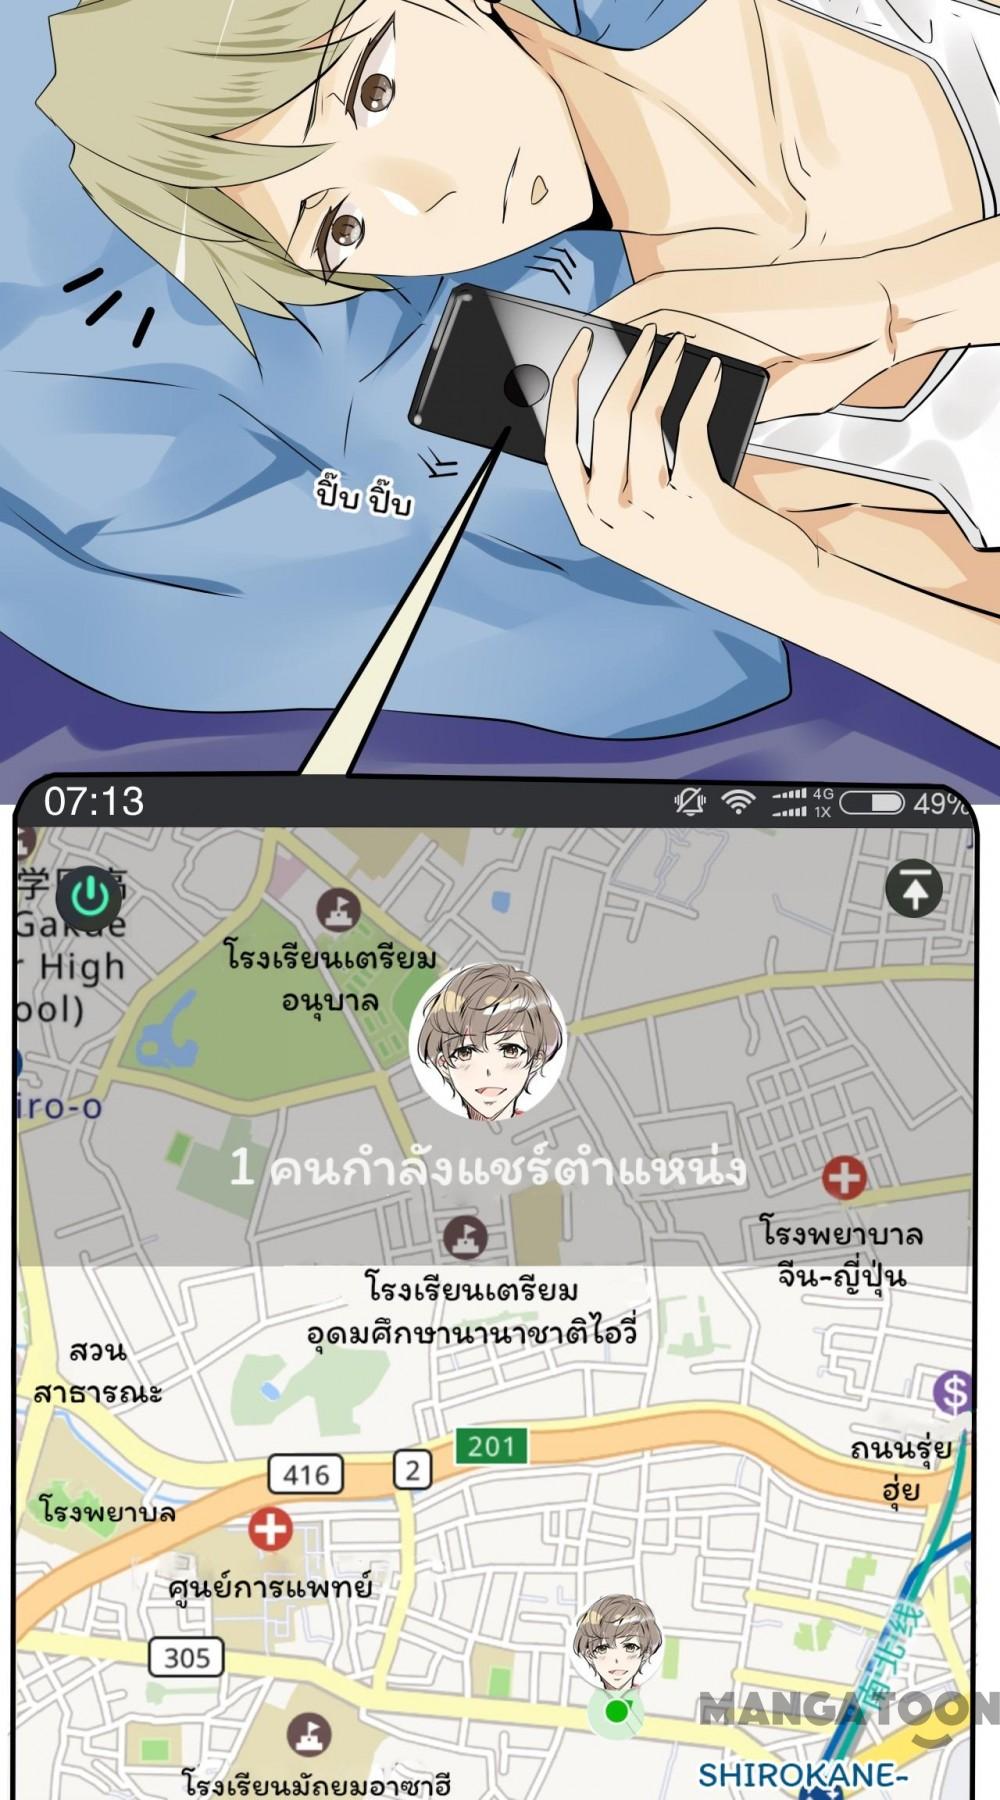 ปี๊บ ปี๊บ
07:13
4G
1X
49%
Gakue
r High
ool)
โรงเรียนเตรียม
อนุบาล
iro-o
1 คนกำลังแชร์ตำแหน่ง
โรงพยาบาล
จีน-ญี่ปุ่น
โรงเรียนเตรียม
อุดมศึกษานานาชาติไอวี่
สวน
สาธารณะ
$
201
416
2
ถนนรุ่ย
ฮุ่ย
โรงพยาบล
ศูนย์การแพทย์
305
南北线
MANGATOON
SHIROKANE-
โรงเรียนมัถยมอาซาฮี